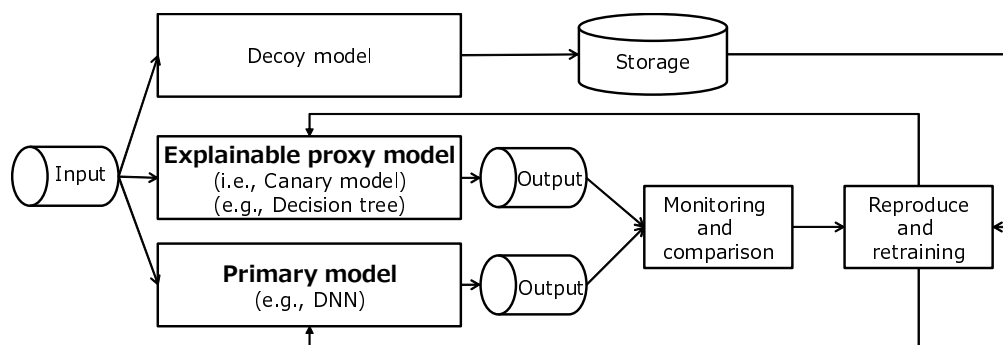 Decoy model
Storage
Input
Explainable proxy model
(i.e., Canary model)
(e.g., Decision tree)
Output
Monitoring
and
comparison
Reproduce
and
retraining
Primary model
(e.g., DNN)
Output